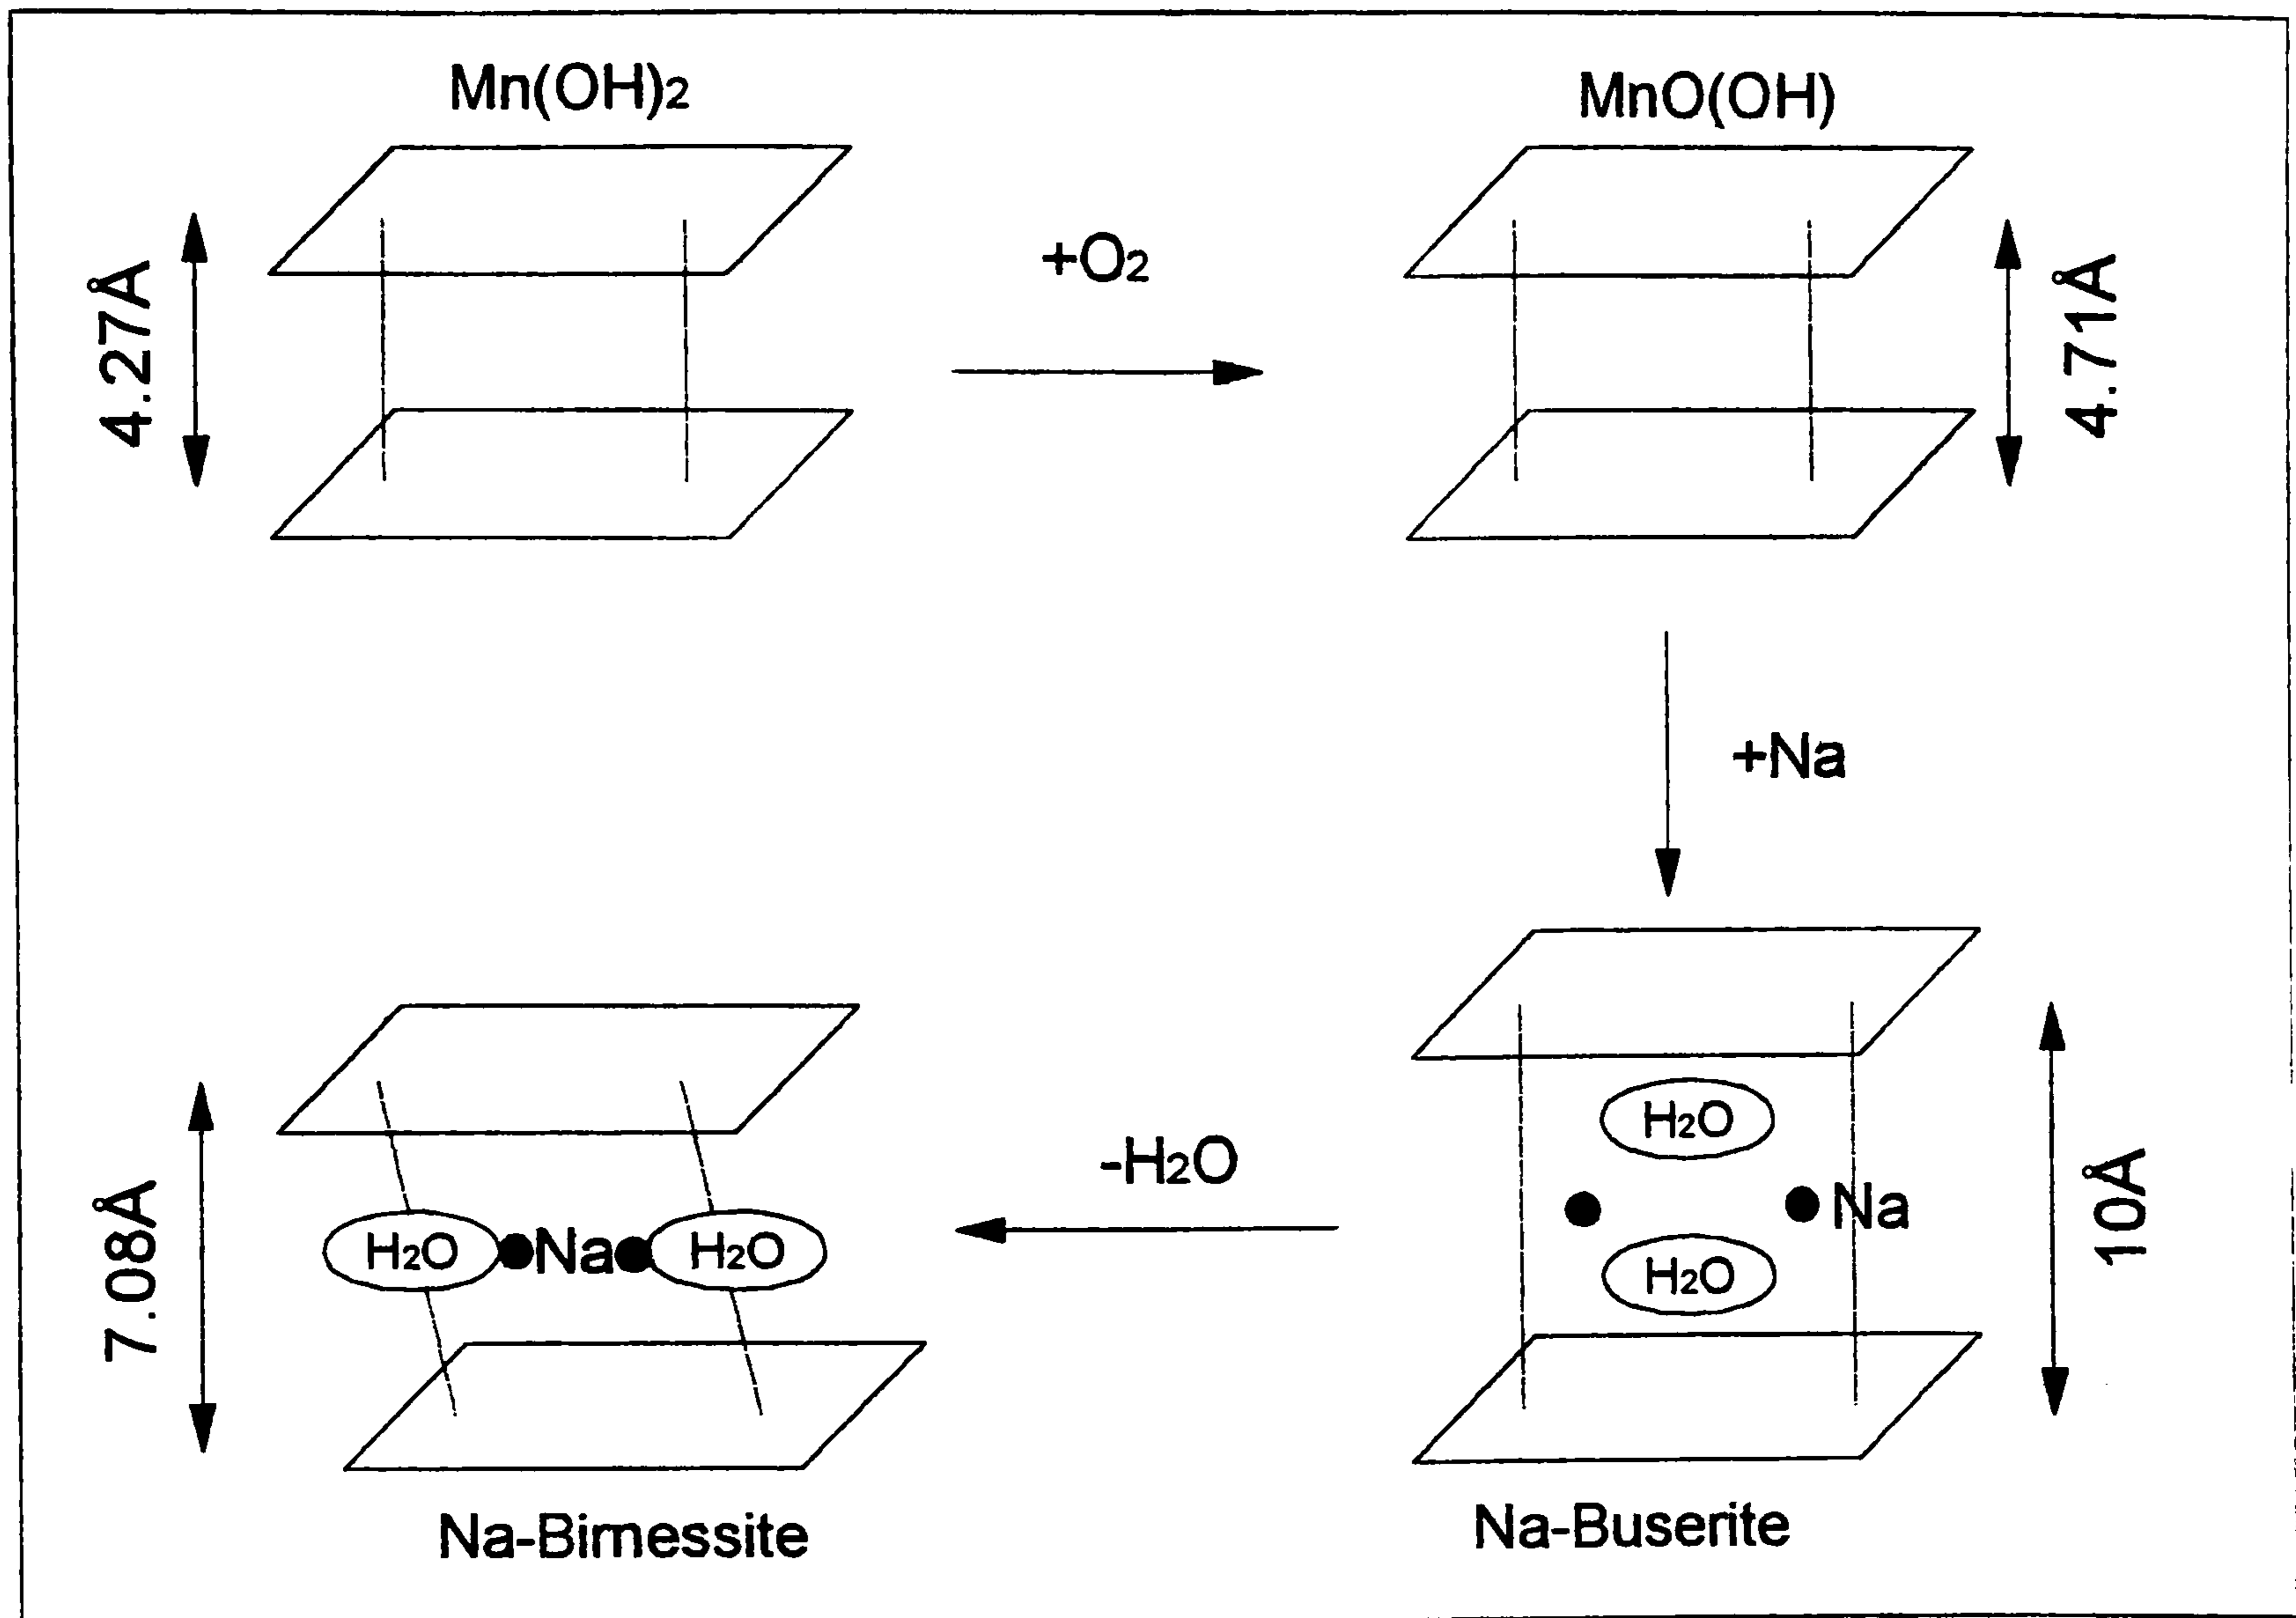 Mn(OH)2
MnO(OH)
4.27Å
+O2
4.71Å
+Na
7.08Å
H2O
Na
H2O
-H2O
H2O
Na
H2O
10Å
Na-Birnessite
Na-Buserite